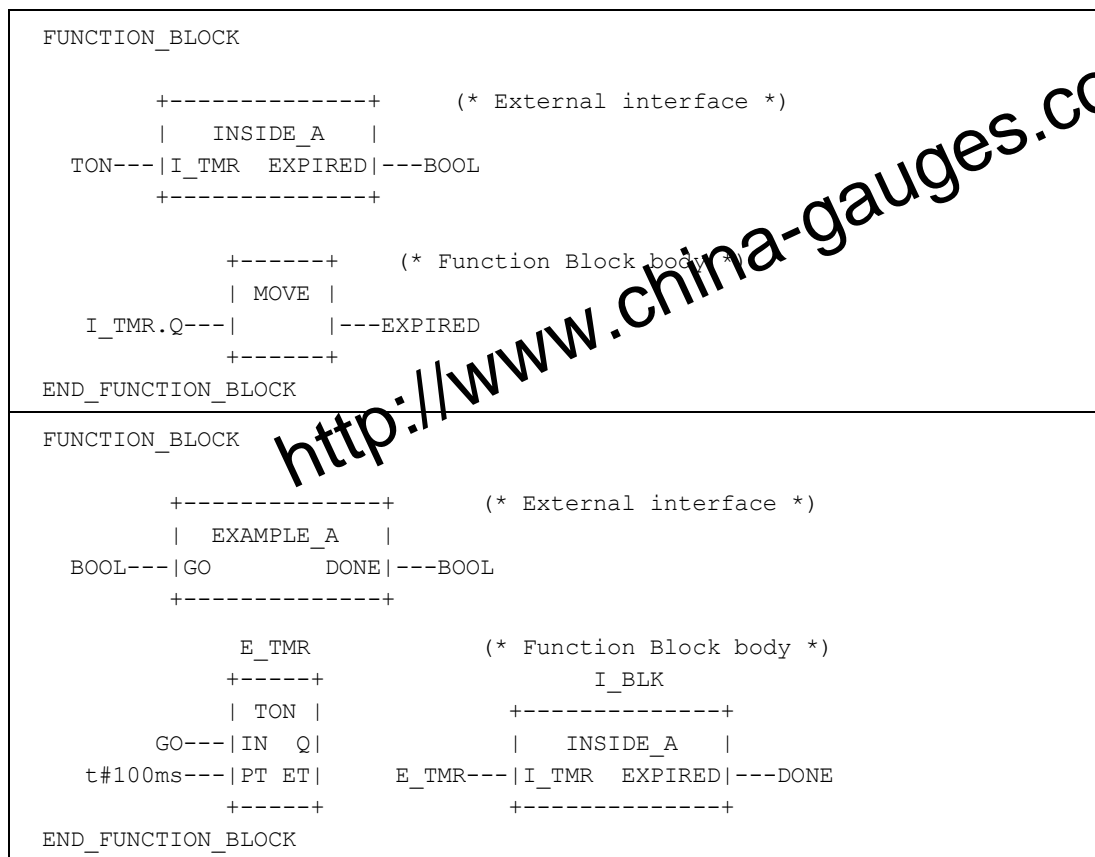 FUNCTION_BLOCK
+--------------+ (* External interface *)
| INSIDE_A |
TON---|I_TMR EXPIRED|---BOOL
+--------------+
+------+ (* Function Block body *)
| MOVE |
I_TMR.Q---| |---EXPIRED
+------+
END_FUNCTION_BLOCK
FUNCTION_BLOCK
+--------------+ (* External interface *)
| EXAMPLE_A |
BOOL---|GO DONE|---BOOL
+--------------+
E_TMR (* Function Block body *)
+-----+ I_BLK
| TON | +--------------+
GO---|IN Q| | INSIDE_A |
t#100ms---|PT ET| E_TMR---|I_TMR EXPIRED|---DONE
+-----+ +--------------+
END_FUNCTION_BLOCK
http://www.china-gauges.co